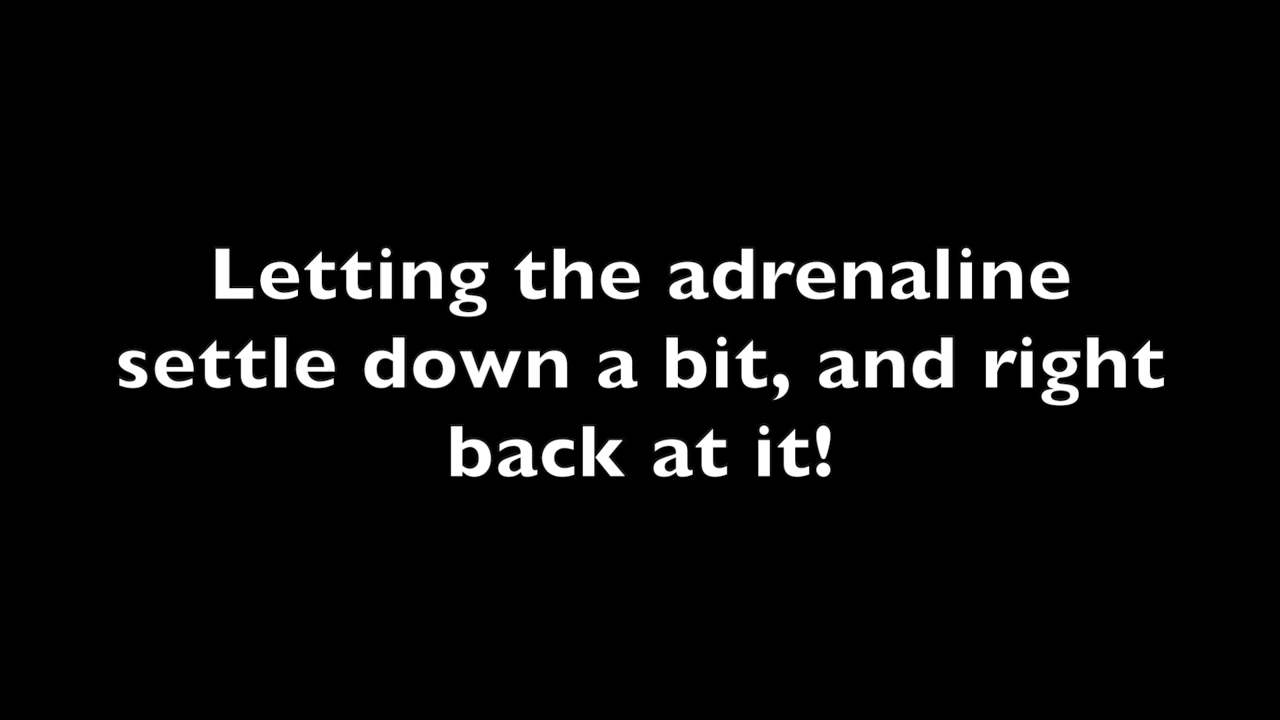 Letting the adrenaline
settle down a bit, and right
back at it!